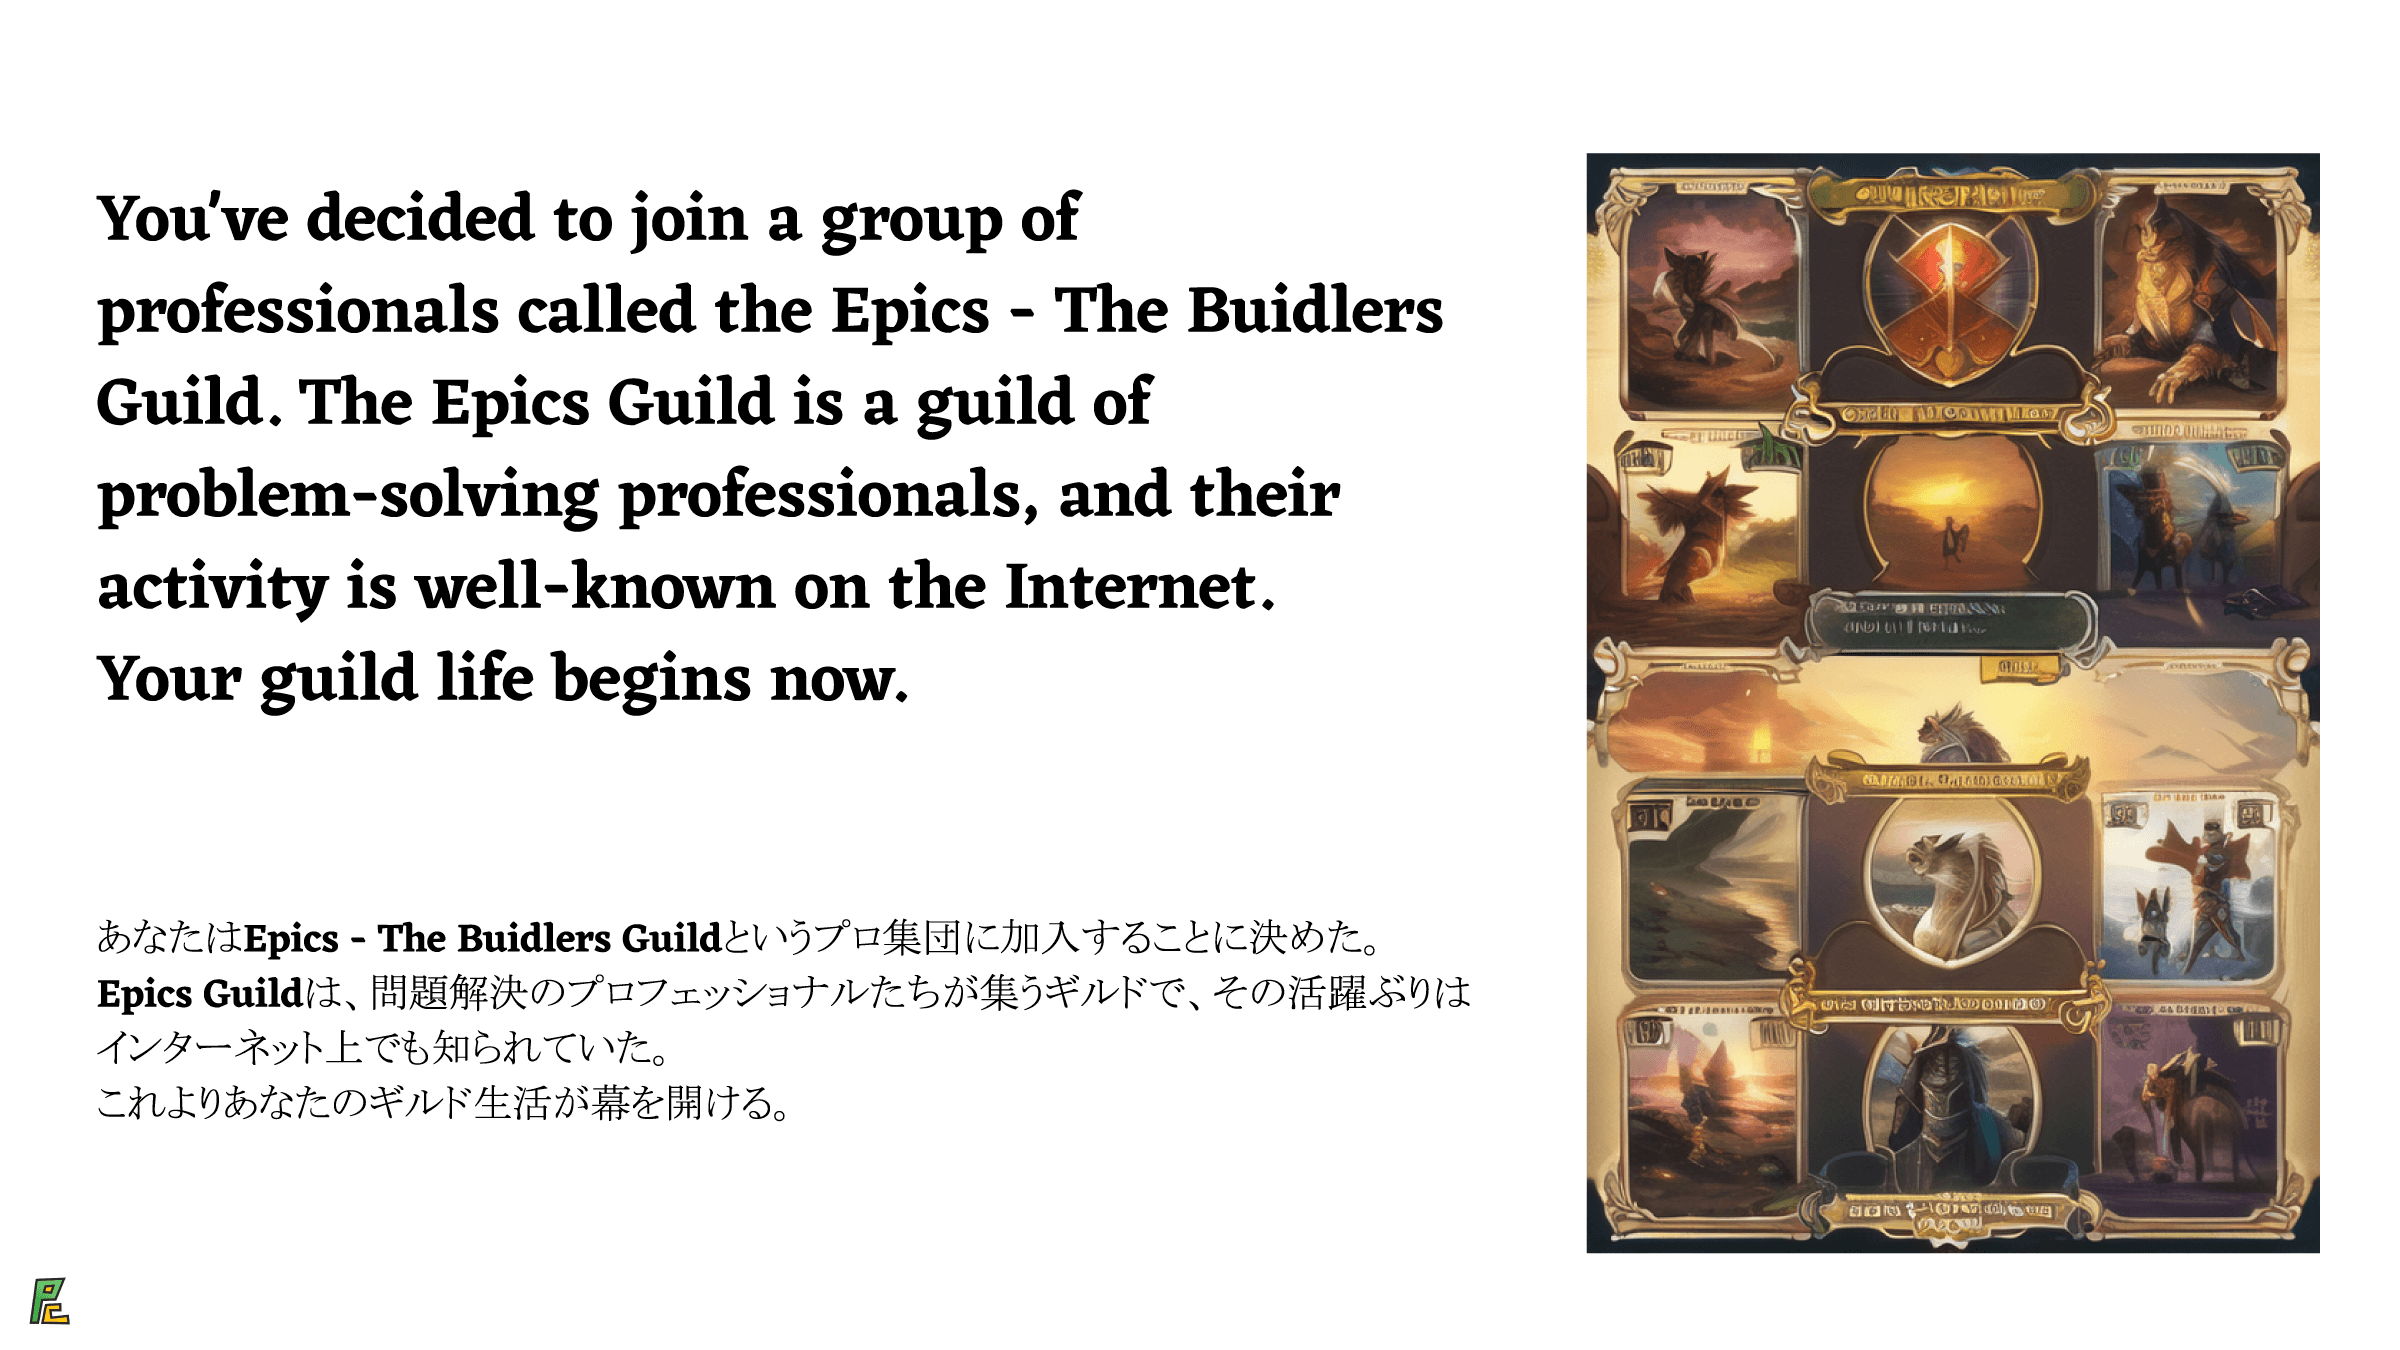 You've decided to join a group of
professionals called the Epics - The Buidlers
Guild. The Epics Guild is a guild of
problem-solving professionals, and their
activity is well-known on the Internet.
Your guild life begins now.
あなたはEpics - The Buidlers Guildというプロ集団に加入することに決めた。
Epics Guildは、問題解決のプロフェッショナルたちが集うギルドで、その活躍ぶりは
インターネット上でも知られていた。
これよりあなたのギルド生活が幕を開ける。